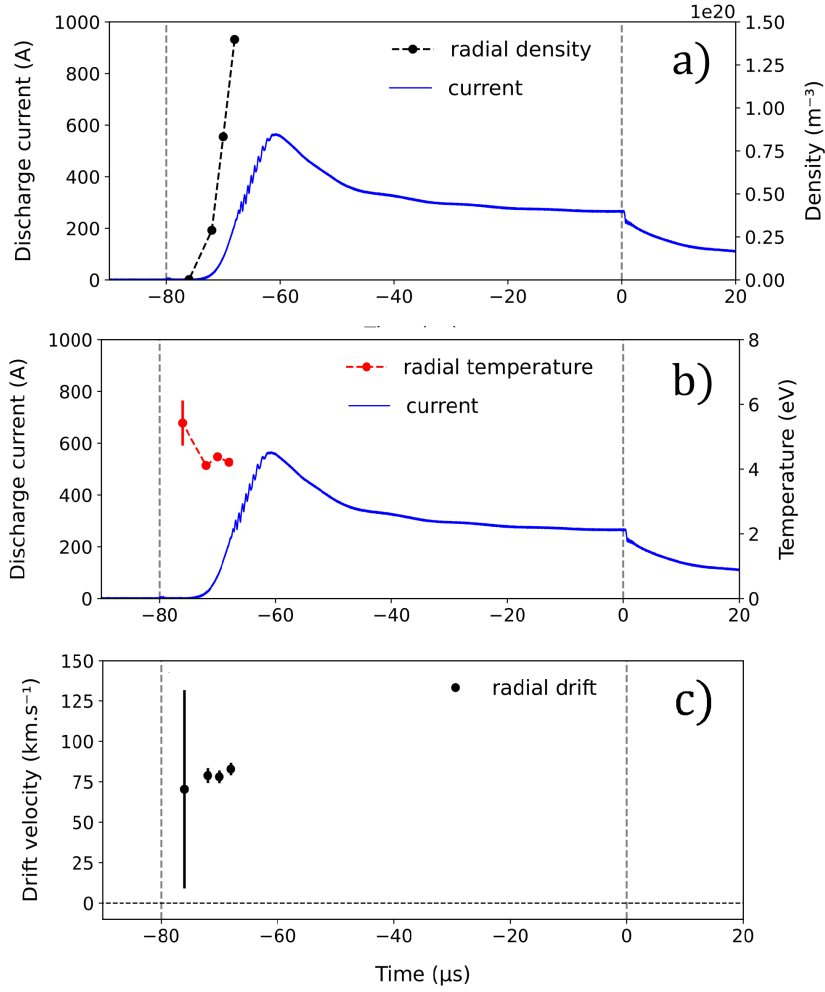 1e20
1000
800
600
400
200
0
Discharge current (A)
radial density
current
a)
1.50
1.25
1.00
0.75
0.50
0.25
0.00
Density (m⁻³)
−80 −60 −40 −20 0 20
1000
800
600
400
200
0
Discharge current (A)
radial temperature
current
b)
8
6
4
2
0
Temperature (eV)
−80 −60 −40 −20 0 20
150
125
100
75
50
25
0
Drift velocity (km.s⁻¹)
radial drift
c)
−80 −60 −40 −20 0 20
Time (μs)